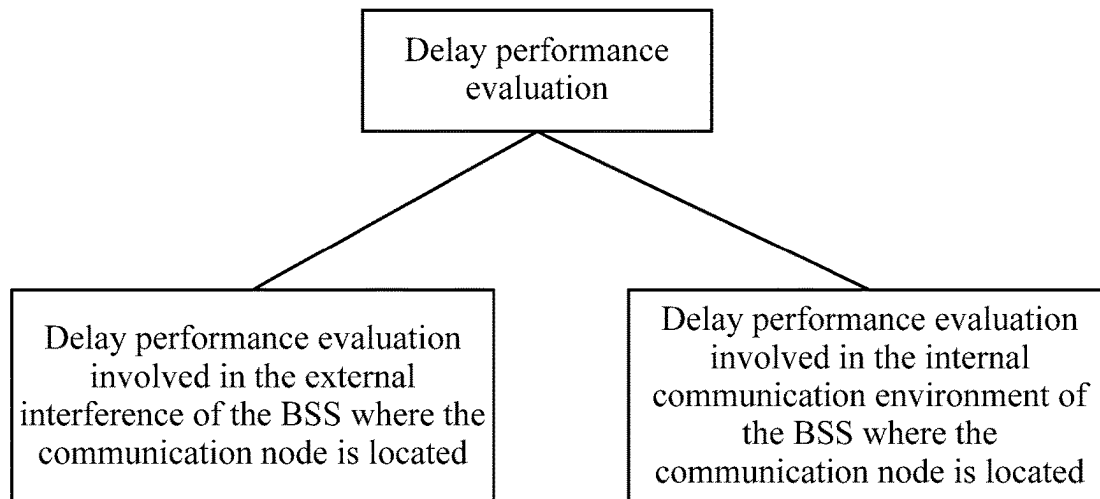 Delay performance
evaluation
Delay performance evaluation
involved in the external
interference of the BSS where the
communication node is located
Delay performance evaluation
involved in the internal
communication environment of
the BSS where the
communication node is located